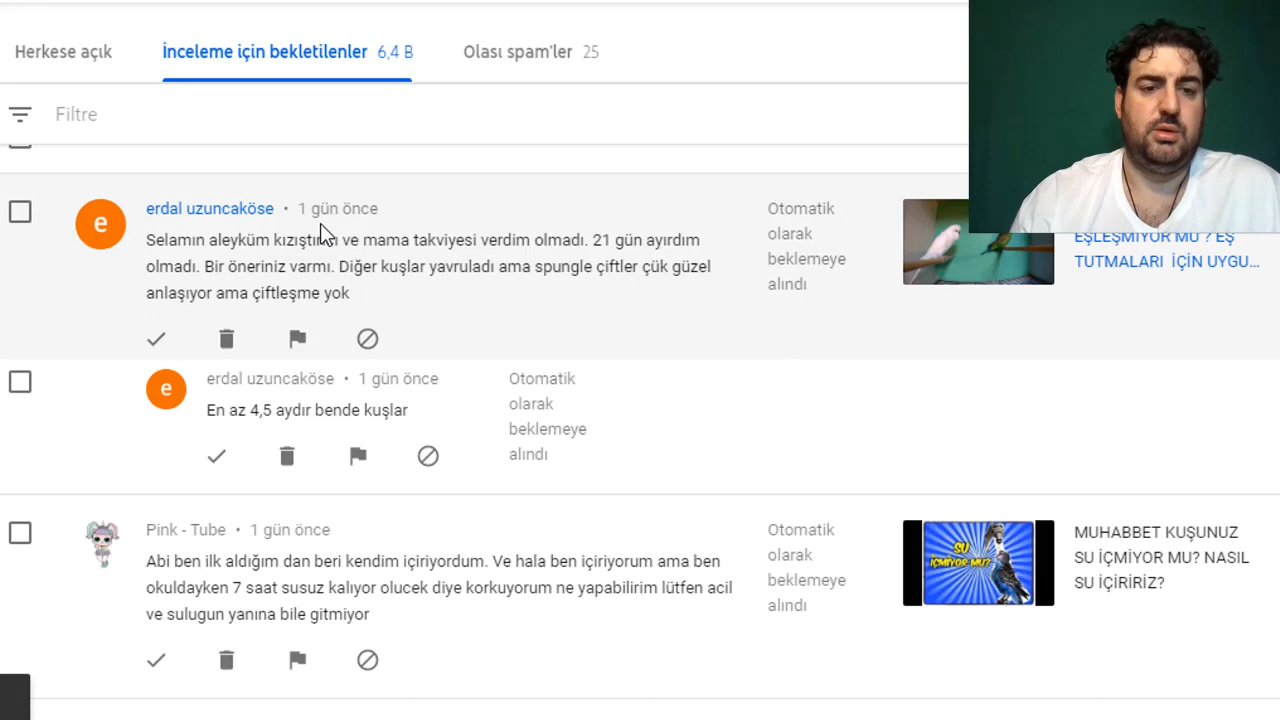 Herkese açık
İnceleme için bekletilenler 6,4 B
Olası spam'ler 25
Filtre
e
erdal uzuncaköse • 1 gün önce
Selamın aleyküm ve mama takviyesi verdim olmadı. 21 gün ayırdım
olmadı. Bir öneriniz varmı. Diğer kuşlar yavruladı ama spungle çiftler çük güzel
anlaşıyor ama çiftleşme yok
Otomatik
olarak
beklemeye
alındı
EŞLEŞMİYOR MU ? EŞ
TUTMALARI İÇİN UYGU...
e
erdal uzuncaköse • 1 gün önce
En az 4,5 aydır bende kuşlar
Otomatik
olarak
beklemeye
alındı
Pink - Tube • 1 gün önce
Abi ben ilk aldığım dan beri kendim içiriyordum. Ve hala ben içiriyorum ama ben
okuldayken 7 saat susuz kalıyor olucek diye korkuyorum ne yapabilirim lütfen acil
ve sulugun yanına bile gitmiyor
Otomatik
olarak
beklemeye
alındı
SU
İÇMİYOR MU?
MUHABBET KUŞUNUZ
SU İÇMİYOR MU? NASIL
SU İÇİRİRİZ?